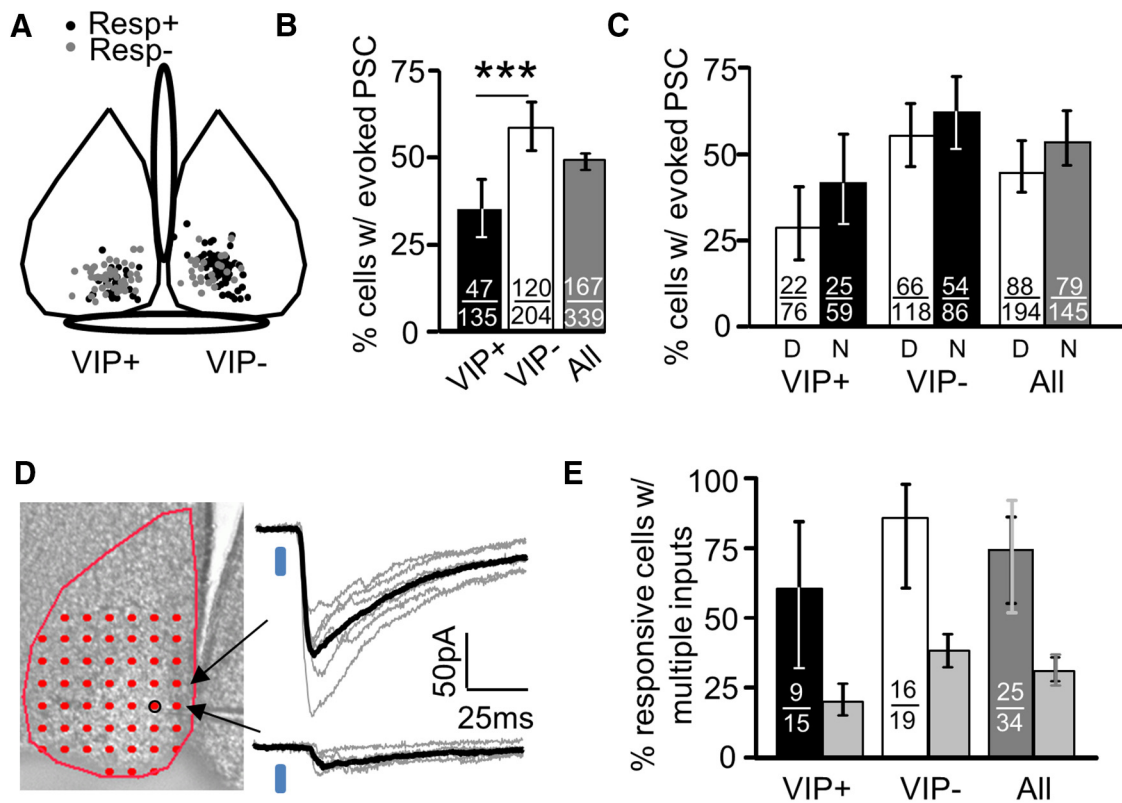 A
Resp+
Resp-
VIP+ VIP-
B
% cells w/ evoked PSC
75
50
25
0
***
47
135
120
204
167
339
VIP+ VIP- All
C
% cells w/ evoked PSC
75
50
25
0
22
76
25
59
66
118
54
86
88
194
79
145
D N D N D N
VIP+ VIP- All
D
50pA
25ms
E
% responsive cells w/
multiple inputs
100
75
50
25
0
9
15
16
19
25
34
VIP+ VIP- All